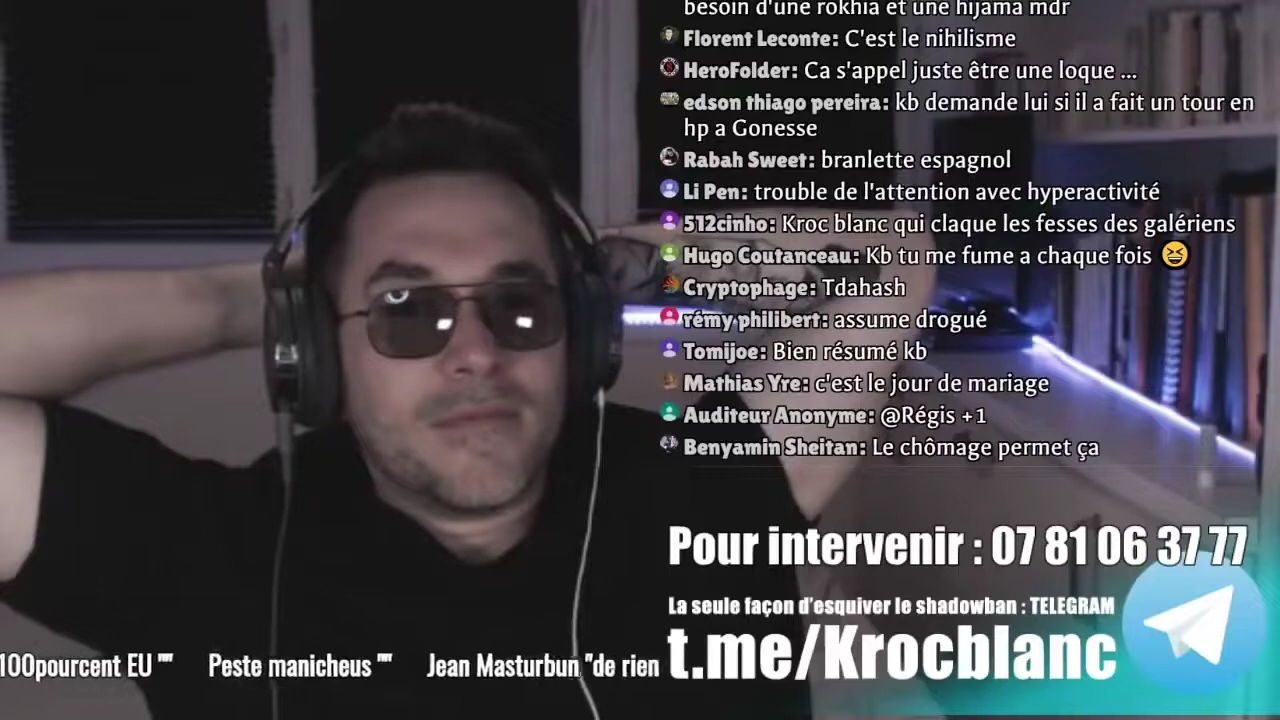 besoin d'une rokhia et une hijama mdr
Florent Leconte: C'est le nihilisme
HeroFolder: Ca s'appel juste être une loque ...
edson thiago pereira: kb demande lui si il a fait un tour en
hp a Gonesse
Rabah Sweet: branlette espagnol
Li Pen: trouble de l'attention avec hyperactivité
512cinho: Kroc blanc qui claque les fesses des galériens
Hugo Coutanceau: Kb tu me fume a chaque fois 😆
Cryptophage: Tdahash
rémy philibert: assume drogué
Tomijoe: Bien résumé kb
Mathias Yre: c'est le jour de mariage
Auditeur Anonyme: @Régis +1
Benyamin Sheitan: Le chômage permet ça
Pour intervenir : 07 81 06 37 77
La seule façon d'esquiver le shadowban : TELEGRAM
t.me/Krocblanc
100pourcent EU "" Peste manicheus "" Jean Masturbun "de rien